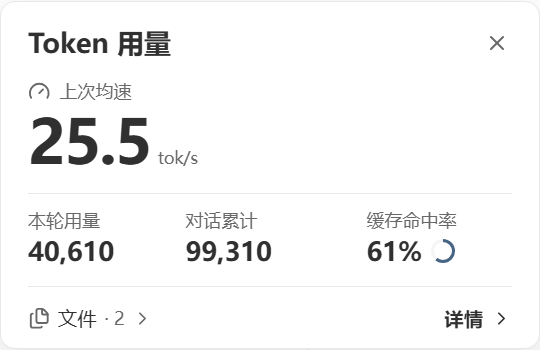 Token 用量
上次均速
25.5 tok/s
本轮用量 对话累计 缓存命中率
40,610 99,310 61%
文件 · 2 详情